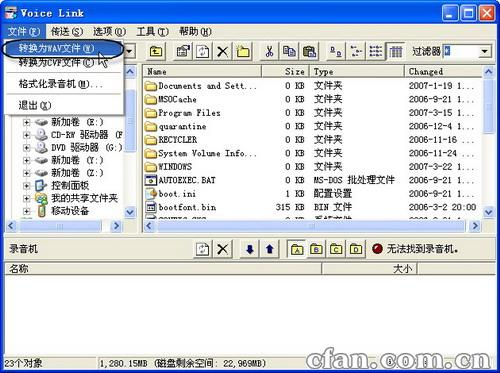 Voice Link
文件(F) 传送(S) 选项(O) 工具(T) 帮助(H)
转换为WAV文件(W)
转换为CVF文件(C)
格式化录音机(M)...
退出(X)
过滤器 *
新加卷 (E:)
CD-RW 驱动器 (F
DVD 驱动器 (G:)
新加卷 (Y:)
新加卷 (Z:)
控制面板
我的共享文件夹
移动设备
Name Size Type Changed
Documents and Sett... 0 KB 文件夹 2007-1-19 1...
MSOCache 0 KB 文件夹 2006-9-21 1...
Program Files 0 KB 文件夹 2007-3-19 1...
quarantine 0 KB 文件夹 2006-12-4 1...
RECYCLER 0 KB 文件夹 2006-11-16 ...
System Volume Info... 0 KB 文件夹 2006-11-24 ...
WINDOWS 0 KB 文件夹 2007-3-22 1...
AUTOEXEC.BAT 0 KB MS-DOS 批处理文件 2006-9-21 1...
boot.ini 1 KB 配置设置 2006-9-21 1...
bootfont.bin 315 KB BIN 文件 2006-3-2 20:00
录音机 A B C D 无法找到录音机。
名称 大小
23个对象 1,280.15MB (磁盘剩余空间: 22,969MB)
cfan.com.cn